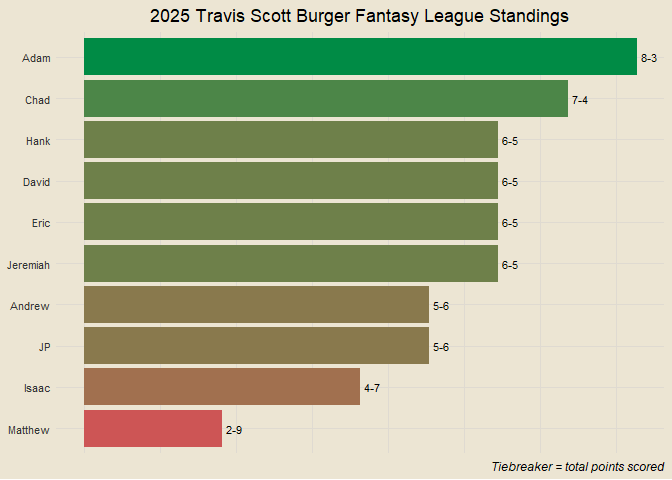 2025 Travis Scott Burger Fantasy League Standings
Adam 8-3
Chad 7-4
Hank 6-5
David 6-5
Eric 6-5
Jeremiah 6-5
Andrew 5-6
JP 5-6
Isaac 4-7
Matthew 2-9
Tiebreaker = total points scored